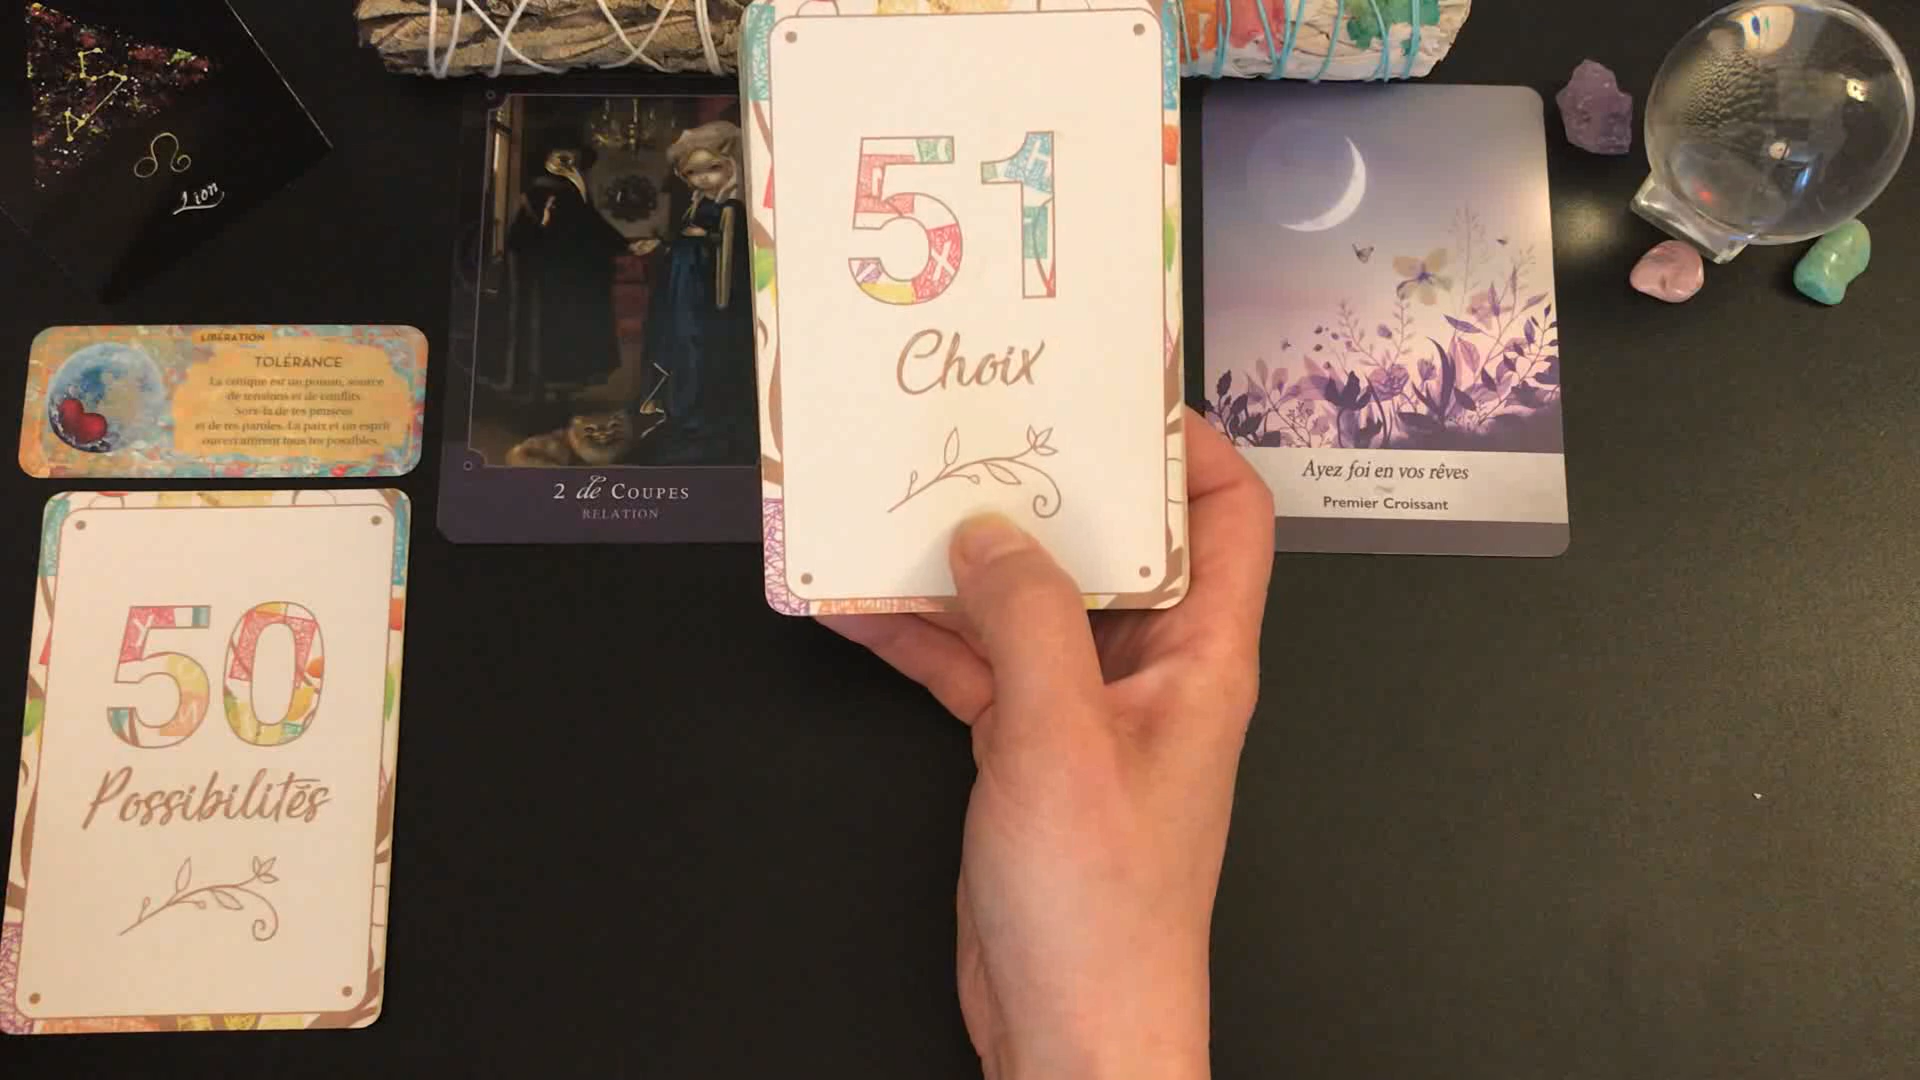 Lion
LIBÉRATION
TOLÉRANCE
La critique est un poison, source
de tensions et de conflits.
Sors-la de tes pensées
et de tes paroles. La paix et un esprit
ouvert attirent tous les possibles.
50
Possibilités
2 de COUPES
RELATION
51
Choix
Ayez foi en vos rêves
Premier Croissant